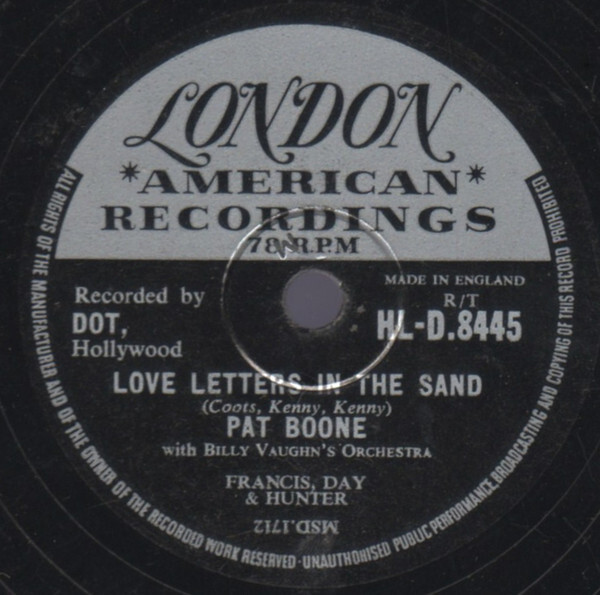 LONDON
*AMERICAN*
RECORDINGS
78 R.P.M
MADE IN ENGLAND
Recorded by
R/T
DOT,
HL-D.8445
Hollywood
LOVE LETTERS IN THE SAND
(Coots, Kenny, Kenny)
PAT BOONE
with BILLY VAUGHN'S ORCHESTRA
FRANCIS, DAY
& HUNTER
MSD.1712
ALL RIGHTS OF THE MANUFACTURER AND OF THE OWNER OF THE RECORDED WORK RESERVED · UNAUTHORISED PUBLIC PERFORMANCE, BROADCASTING AND COPYING OF THIS RECORD PROHIBITED